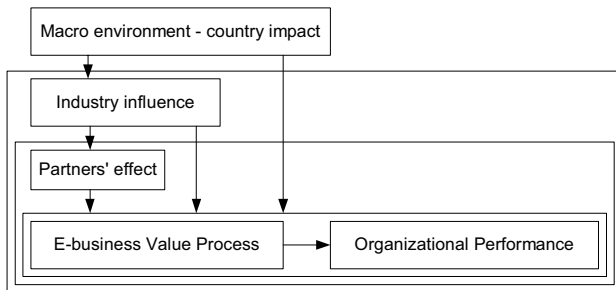 Macro environment - country impact
Industry influence
Partners' effect
E-business Value Process
Organizational Performance